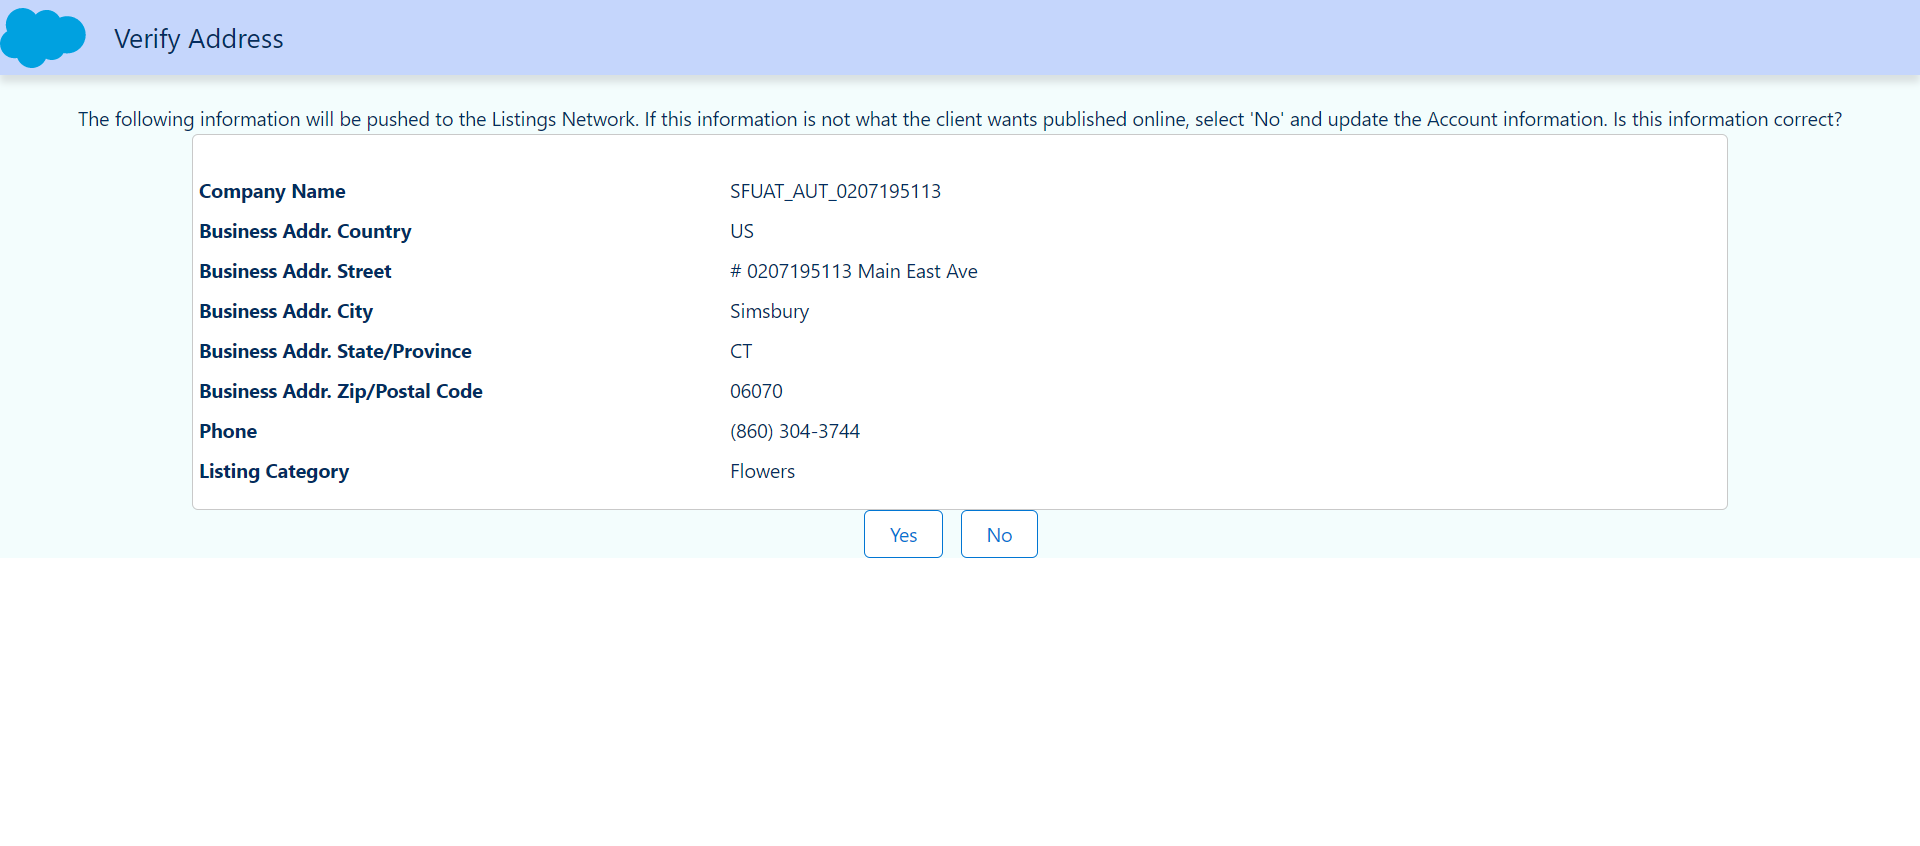 Verify Address
The following information will be pushed to the Listings Network. If this information is not what the client wants published online, select 'No' and update the Account information. Is this information correct?
Company Name SFUAT_AUT_0207195113
Business Addr. Country US
Business Addr. Street # 0207195113 Main East Ave
Business Addr. City Simsbury
Business Addr. State/Province CT
Business Addr. Zip/Postal Code 06070
Phone (860) 304-3744
Listing Category Flowers
Yes No